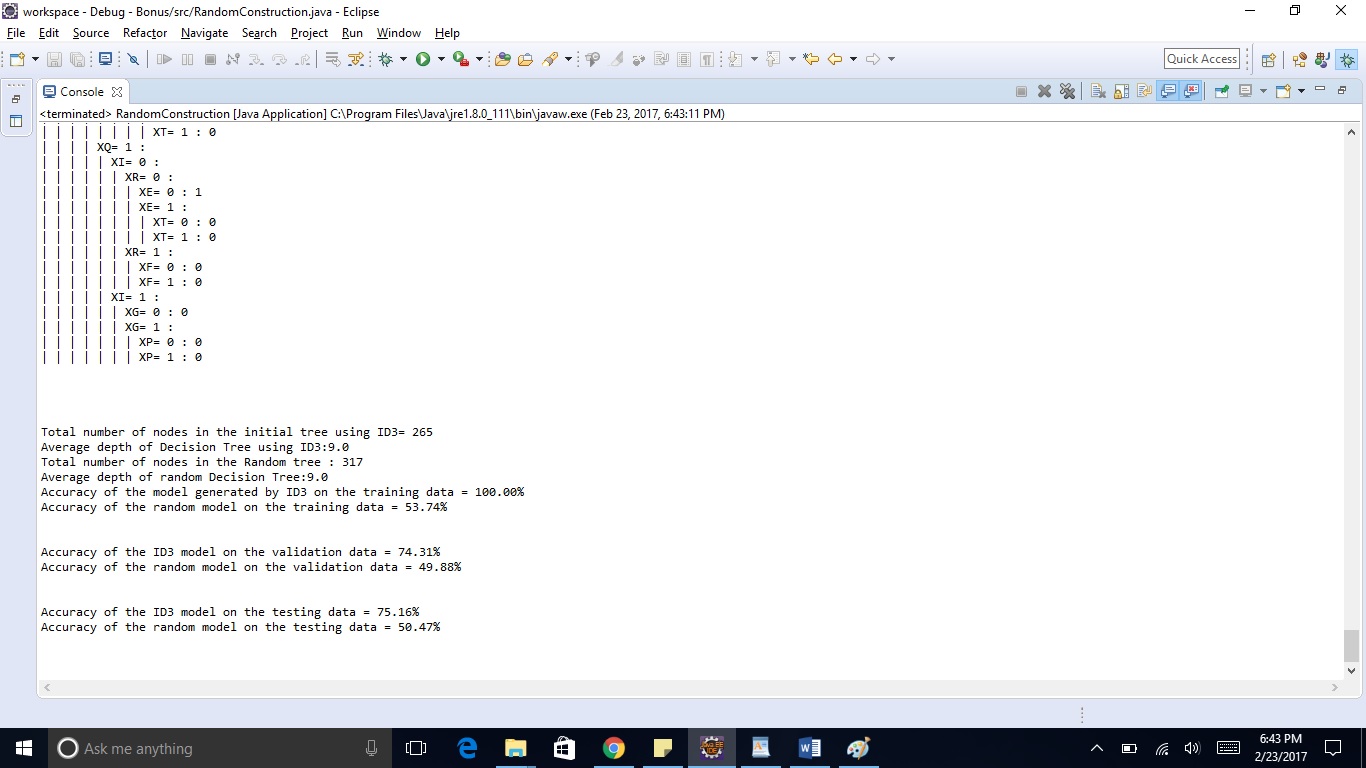 workspace - Debug - Bonus/src/RandomConstruction.java - Eclipse
File Edit Source Refactor Navigate Search Project Run Window Help
Quick Access
Console
<terminated> RandomConstruction [Java Application] C:\Program Files\Java\jre1.8.0_111\bin\javaw.exe (Feb 23, 2017, 6:43:11 PM)
| | | | | | | | XT= 1 : 0
| | | | XQ= 1 :
| | | | | XI= 0 :
| | | | | | XR= 0 :
| | | | | | | XE= 0 : 1
| | | | | | | XE= 1 :
| | | | | | | | XT= 0 : 0
| | | | | | | | XT= 1 : 0
| | | | | | XR= 1 :
| | | | | | | XF= 0 : 0
| | | | | | | XF= 1 : 0
| | | | | XI= 1 :
| | | | | | XG= 0 : 0
| | | | | | XG= 1 :
| | | | | | | XP= 0 : 0
| | | | | | | XP= 1 : 0
Total number of nodes in the initial tree using ID3= 265
Average depth of Decision Tree using ID3:9.0
Total number of nodes in the Random tree : 317
Average depth of random Decision Tree:9.0
Accuracy of the model generated by ID3 on the training data = 100.00%
Accuracy of the random model on the training data = 53.74%
Accuracy of the ID3 model on the validation data = 74.31%
Accuracy of the random model on the validation data = 49.88%
Accuracy of the ID3 model on the testing data = 75.16%
Accuracy of the random model on the testing data = 50.47%
Ask me anything
6:43 PM
2/23/2017